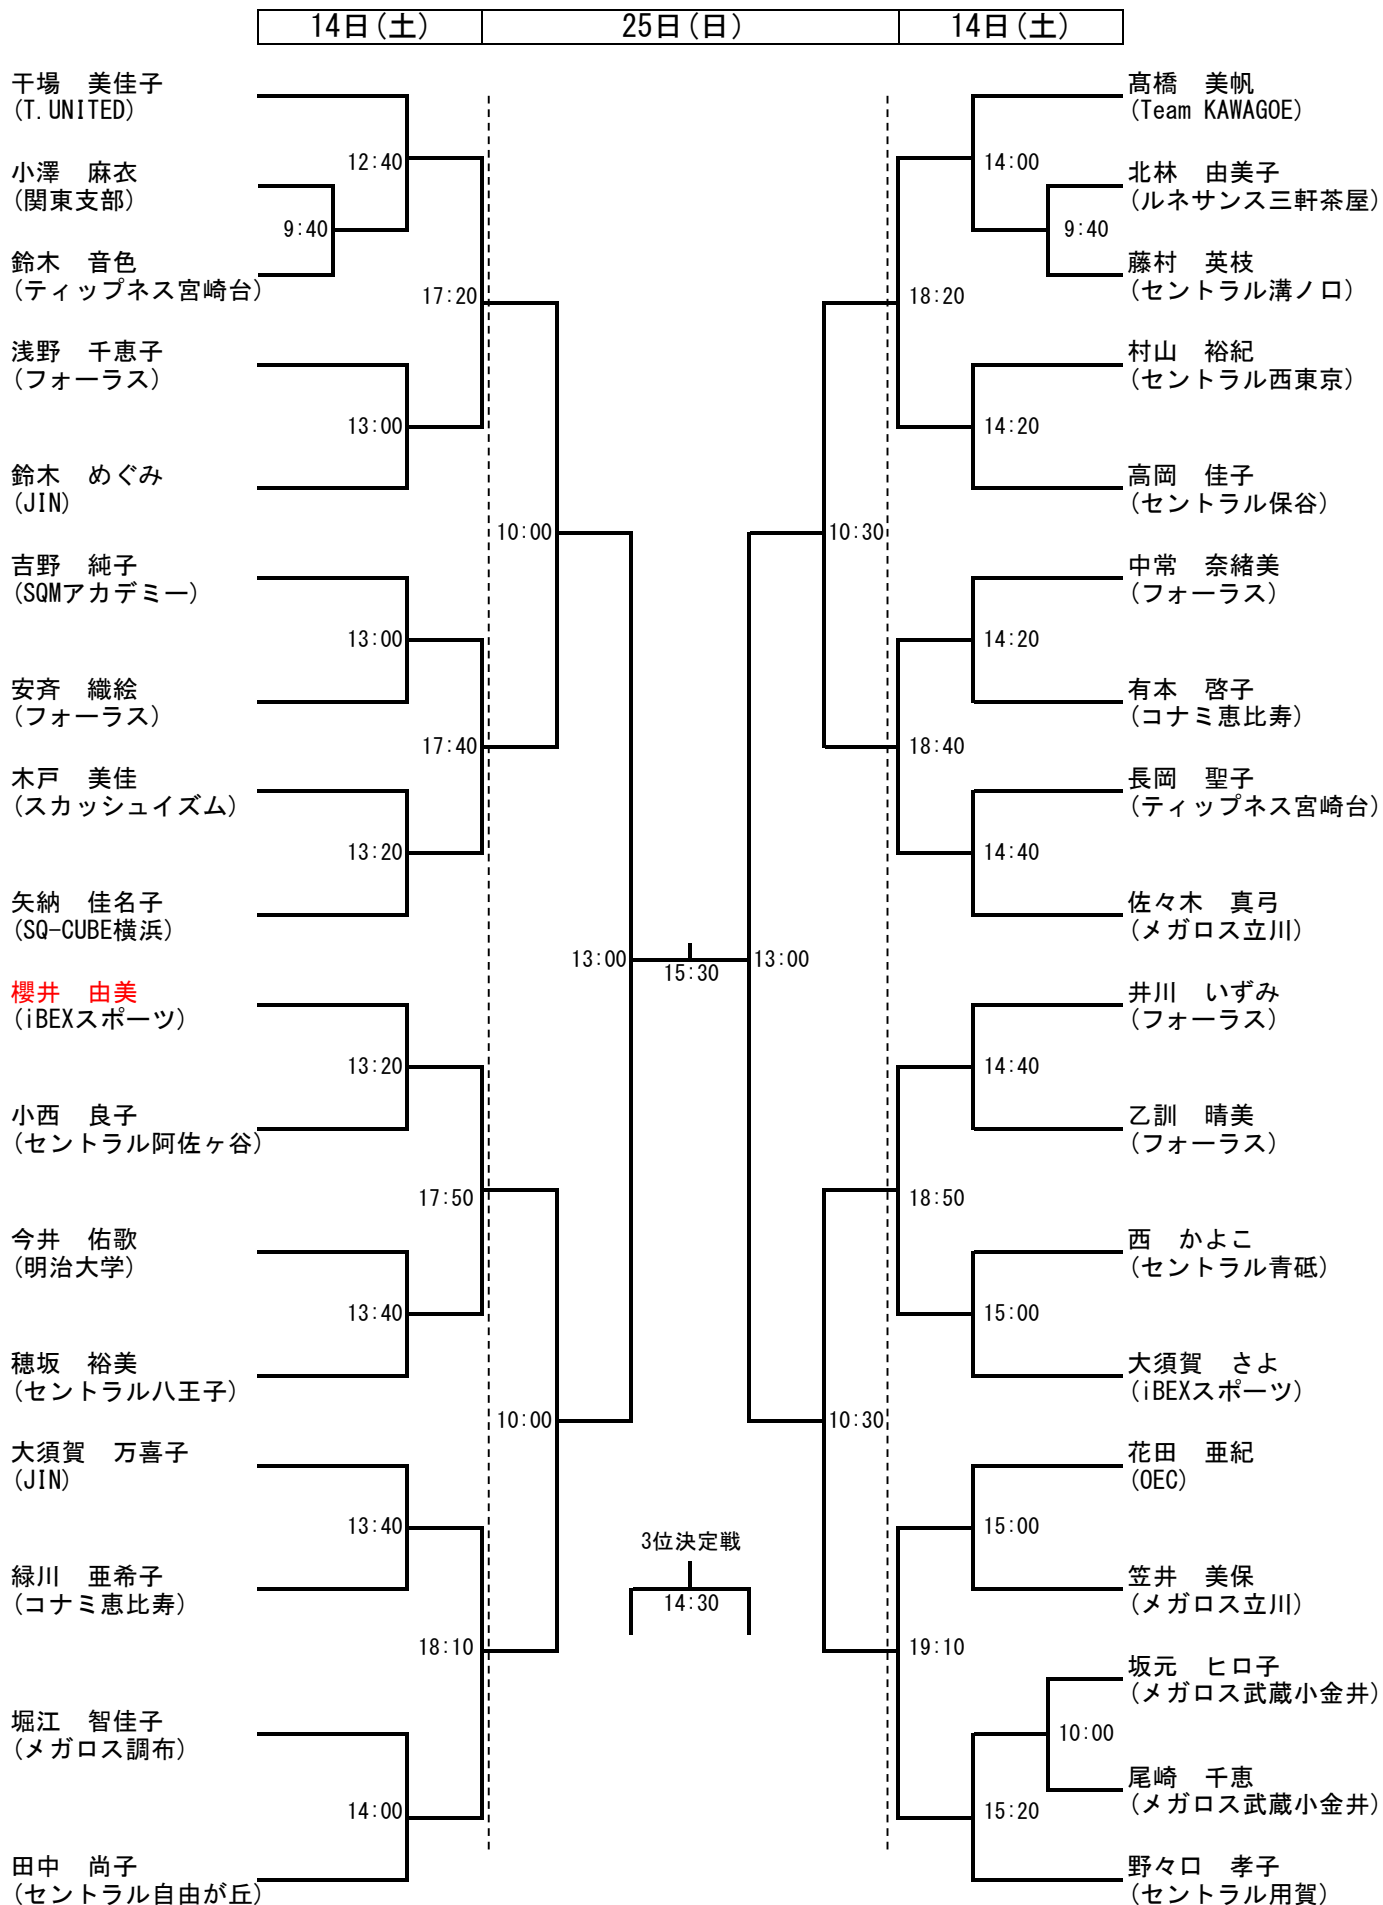 14日(土)
25日(日)
14日(土)
干場　美佳子
(T.UNITED)
12:40
小澤　麻衣
(関東支部)
9:40
鈴木　音色
(ティップネス宮崎台)
17:20
浅野　千恵子
(フォーラス)
13:00
鈴木　めぐみ
(JIN)
10:00
吉野　純子
(SQMアカデミー)
13:00
安斉　織絵
(フォーラス)
17:40
木戸　美佳
(スカッシュイズム)
13:20
矢納　佳名子
(SQ-CUBE横浜)
13:00
15:30
13:00
櫻井　由美
(iBEXスポーツ)
13:20
小西　良子
(セントラル阿佐ヶ谷)
17:50
今井　佑歌
(明治大学)
13:40
穂坂　裕美
(セントラル八王子)
10:00
大須賀　万喜子
(JIN)
13:40
緑川　亜希子
(コナミ恵比寿)
18:10
堀江　智佳子
(メガロス調布)
14:00
田中　尚子
(セントラル自由が丘)
3位決定戦
14:30
髙橋　美帆
(Team KAWAGOE)
14:00
北林　由美子
(ルネサンス三軒茶屋)
9:40
藤村　英枝
(セントラル溝ノ口)
18:20
村山　裕紀
(セントラル西東京)
14:20
高岡　佳子
(セントラル保谷)
10:30
中常　奈緒美
(フォーラス)
14:20
有本　啓子
(コナミ恵比寿)
18:40
長岡　聖子
(ティップネス宮崎台)
14:40
佐々木　真弓
(メガロス立川)
井川　いずみ
(フォーラス)
14:40
乙訓　晴美
(フォーラス)
18:50
西　かよこ
(セントラル青砥)
15:00
大須賀　さよ
(iBEXスポーツ)
10:30
花田　亜紀
(OEC)
15:00
笠井　美保
(メガロス立川)
19:10
坂元　ヒロ子
(メガロス武蔵小金井)
10:00
尾崎　千恵
(メガロス武蔵小金井)
15:20
野々口　孝子
(セントラル用賀)